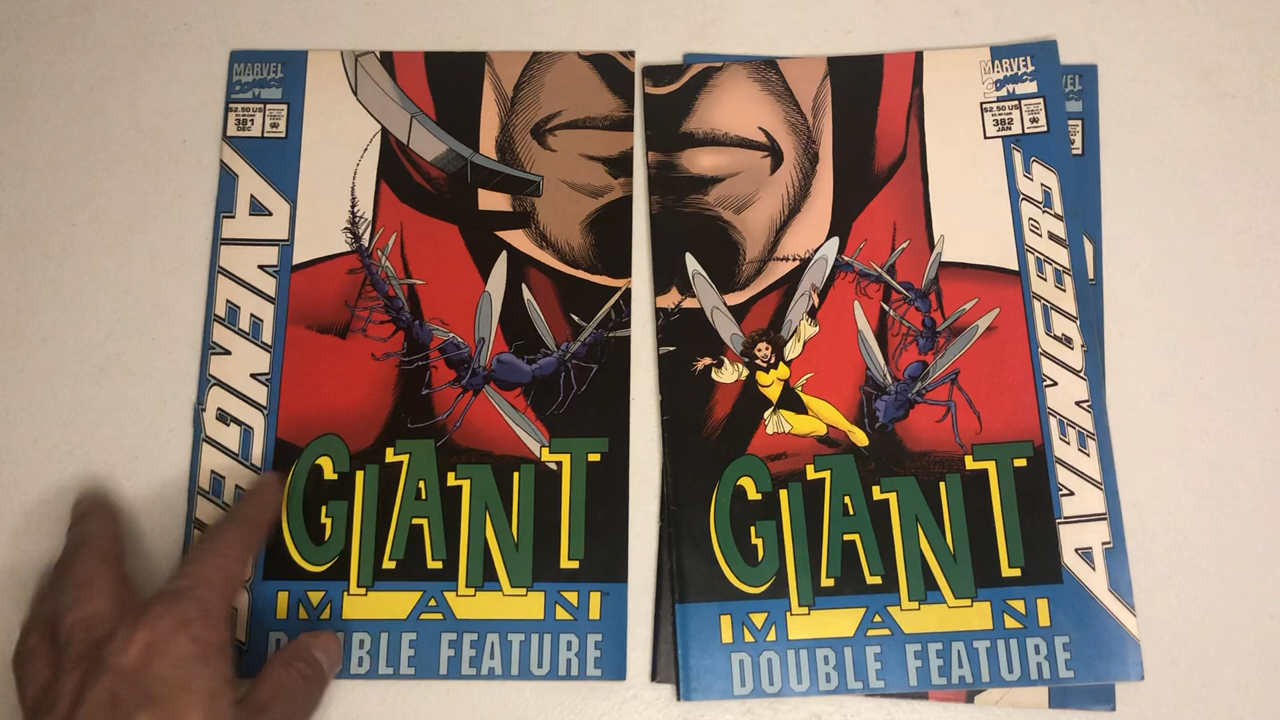 MARVEL
COMICS
$2.50 US
381
DEC
AVENGERS
GIANT
MAN
DOUBLE FEATURE
MARVEL
COMICS
$2.50 US
382
JAN
AVENGERS
GIANT
MAN
DOUBLE FEATURE